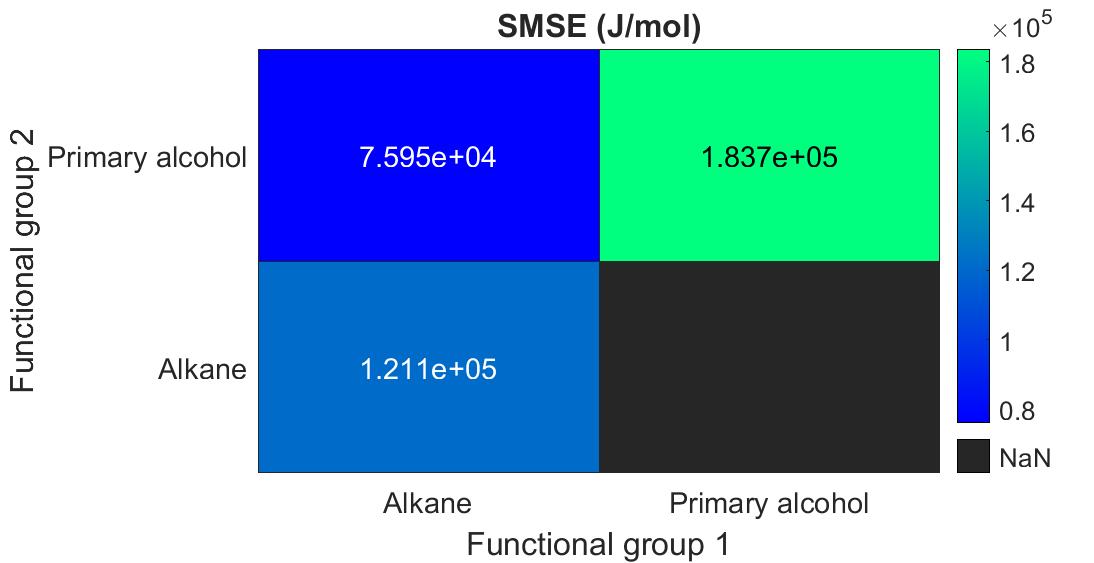 SMSE (J/mol)
×10^5
Functional group 2
Primary alcohol
7.595e+04
1.837e+05
Alkane
1.211e+05
1.8
1.6
1.4
1.2
1
0.8
NaN
Alkane
Primary alcohol
Functional group 1